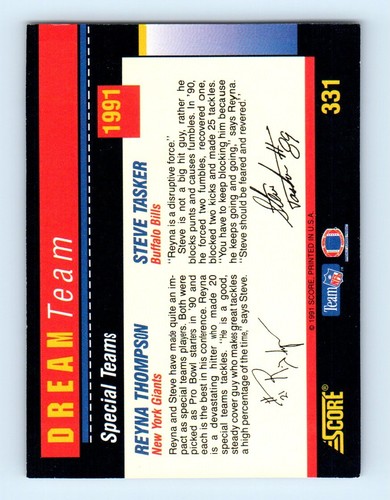 DREAM Team
Special Teams
1991
REYNA THOMPSON
New York Giants
STEVE TASKER
Buffalo Bills
Reyna and Steve have made quite an im-
pact as special teams players. Both were
picked as Pro Bowl starters in '90 and
each is the best in his conference. Reyna
is a devastating hitter who made 20
special teams tackles. "He is a good,
steady cover guy who makes great tackles
a high percentage of the time," says Steve.
"Reyna is a disruptive force."
Steve is not a big hit guy, rather he
blocks punts and causes fumbles. In '90,
he forced two fumbles, recovered one,
blocked two kicks and made 25 tackles.
"You have to keep blocking him because
he keeps going and going," says Reyna.
"Steve should be feared and revered."
SCORE®
Team NFL
© 1991 SCORE, PRINTED IN U.S.A.
331